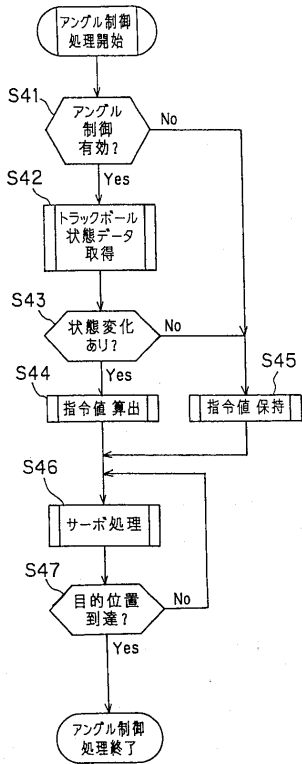 アングル制御
処理開始
S41
アングル
制御
有効?
No
Yes
S42
トラックボール
状態データ
取得
S43
状態変化
あり?
No
Yes
S44
指令値 算出
S45
指令値 保持
S46
サーボ処理
S47
目的位置
到達?
No
Yes
アングル制御
処理終了